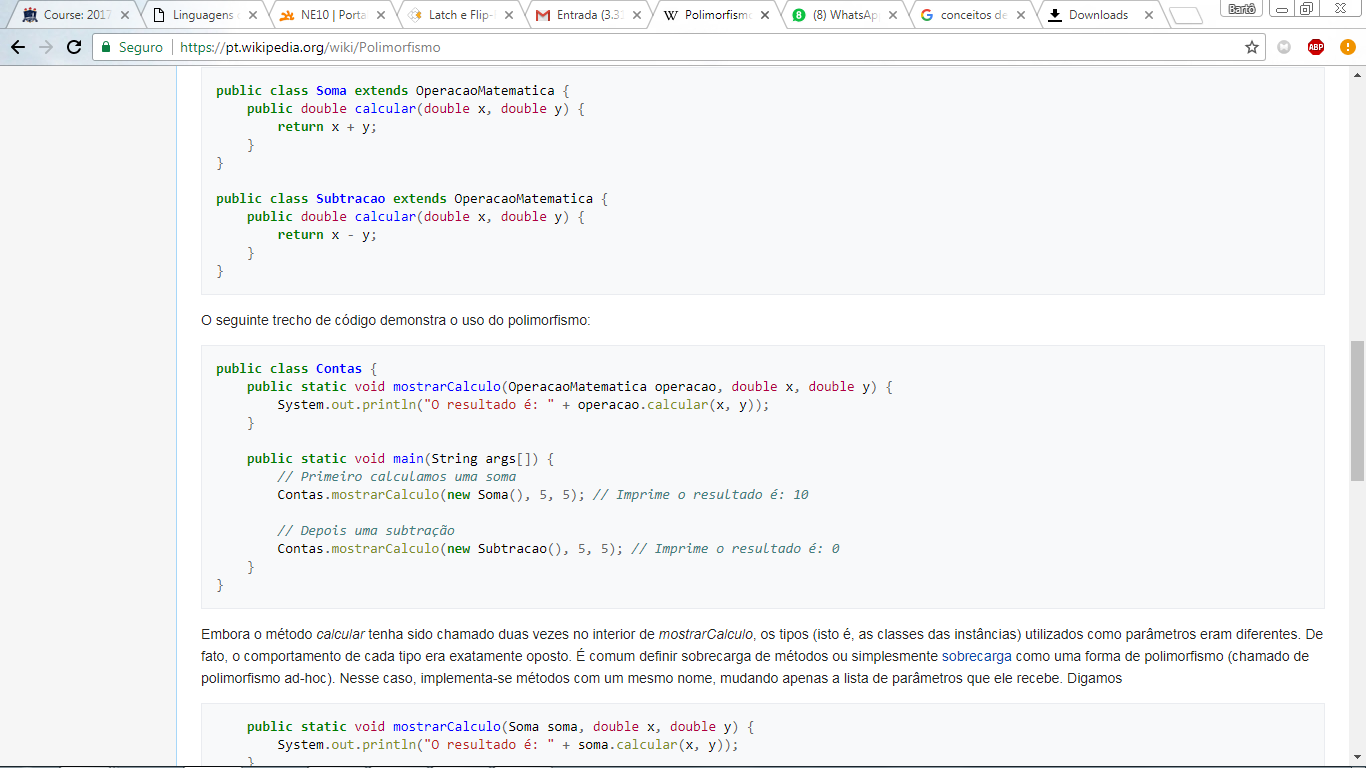 Course: 2017
Linguagens
NE10 | Porta
Latch e Flip-
Entrada (3.3
Polimorfismo
(8) WhatsAp
conceitos de
Downloads
Bartô
Seguro
https://pt.wikipedia.org/wiki/Polimorfismo
ABP
public class Soma extends OperacaoMatematica {
public double calcular(double x, double y) {
return x + y;
}
}
public class Subtracao extends OperacaoMatematica {
public double calcular(double x, double y) {
return x - y;
}
}
O seguinte trecho de código demonstra o uso do polimorfismo:
public class Contas {
public static void mostrarCalculo(OperacaoMatematica operacao, double x, double y) {
System.out.println("O resultado é: " + operacao.calcular(x, y));
}
public static void main(String args[]) {
// Primeiro calculamos uma soma
Contas.mostrarCalculo(new Soma(), 5, 5); // Imprime o resultado é: 10
// Depois uma subtração
Contas.mostrarCalculo(new Subtracao(), 5, 5); // Imprime o resultado é: 0
}
}
Embora o método calcular tenha sido chamado duas vezes no interior de mostrarCalculo, os tipos (isto é, as classes das instâncias) utilizados como parâmetros eram diferentes. De
fato, o comportamento de cada tipo era exatamente oposto. É comum definir sobrecarga de métodos ou simplesmente sobrecarga como uma forma de polimorfismo (chamado de
polimorfismo ad-hoc). Nesse caso, implementa-se métodos com um mesmo nome, mudando apenas a lista de parâmetros que ele recebe. Digamos
public static void mostrarCalculo(Soma soma, double x, double y) {
System.out.println("O resultado é: " + soma.calcular(x, y));
}